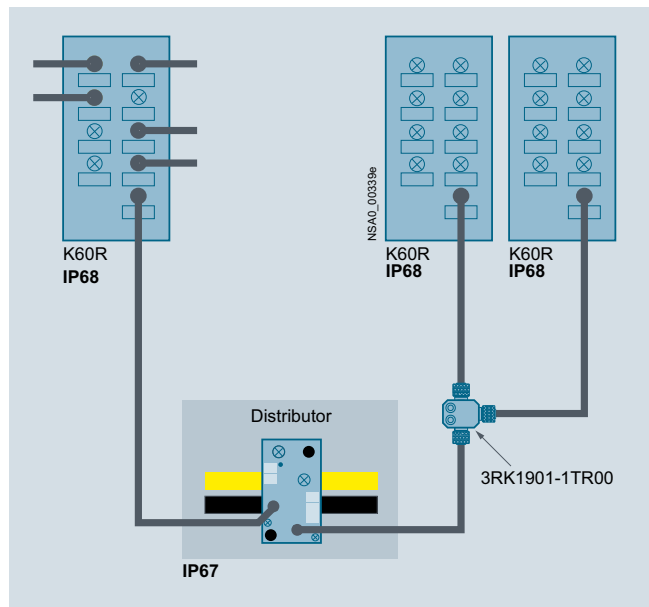 NSA0_00339e
K60R
IP68
K60R
IP68
K60R
IP68
Distributor
3RK1901-1TR00
IP67